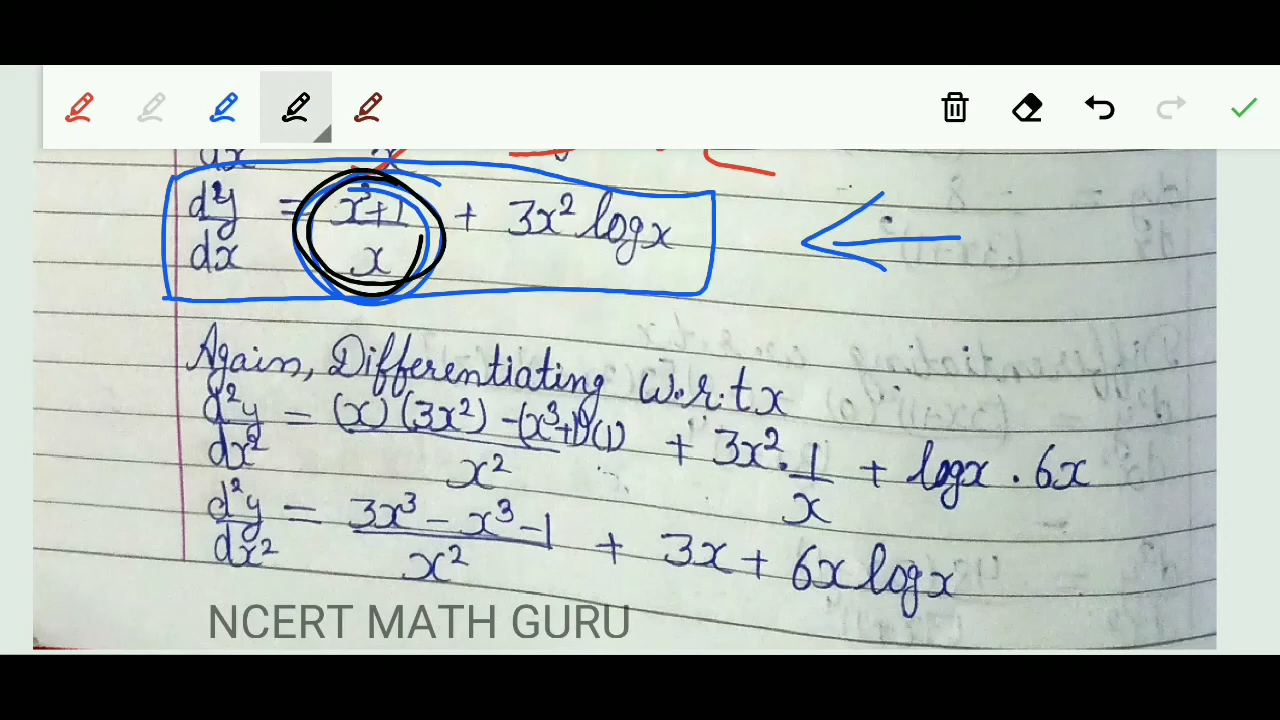 dx x
d²y = x³+1 + 3x² log x
dx x
Again, Differentiating w.r.t x
d²y = (x)(3x²) - (x³+1)(1) + 3x² . 1 + log x . 6x
dx² x² x
d²y = 3x³ - x³ - 1 + 3x + 6x log x
dx² x²
NCERT MATH GURU